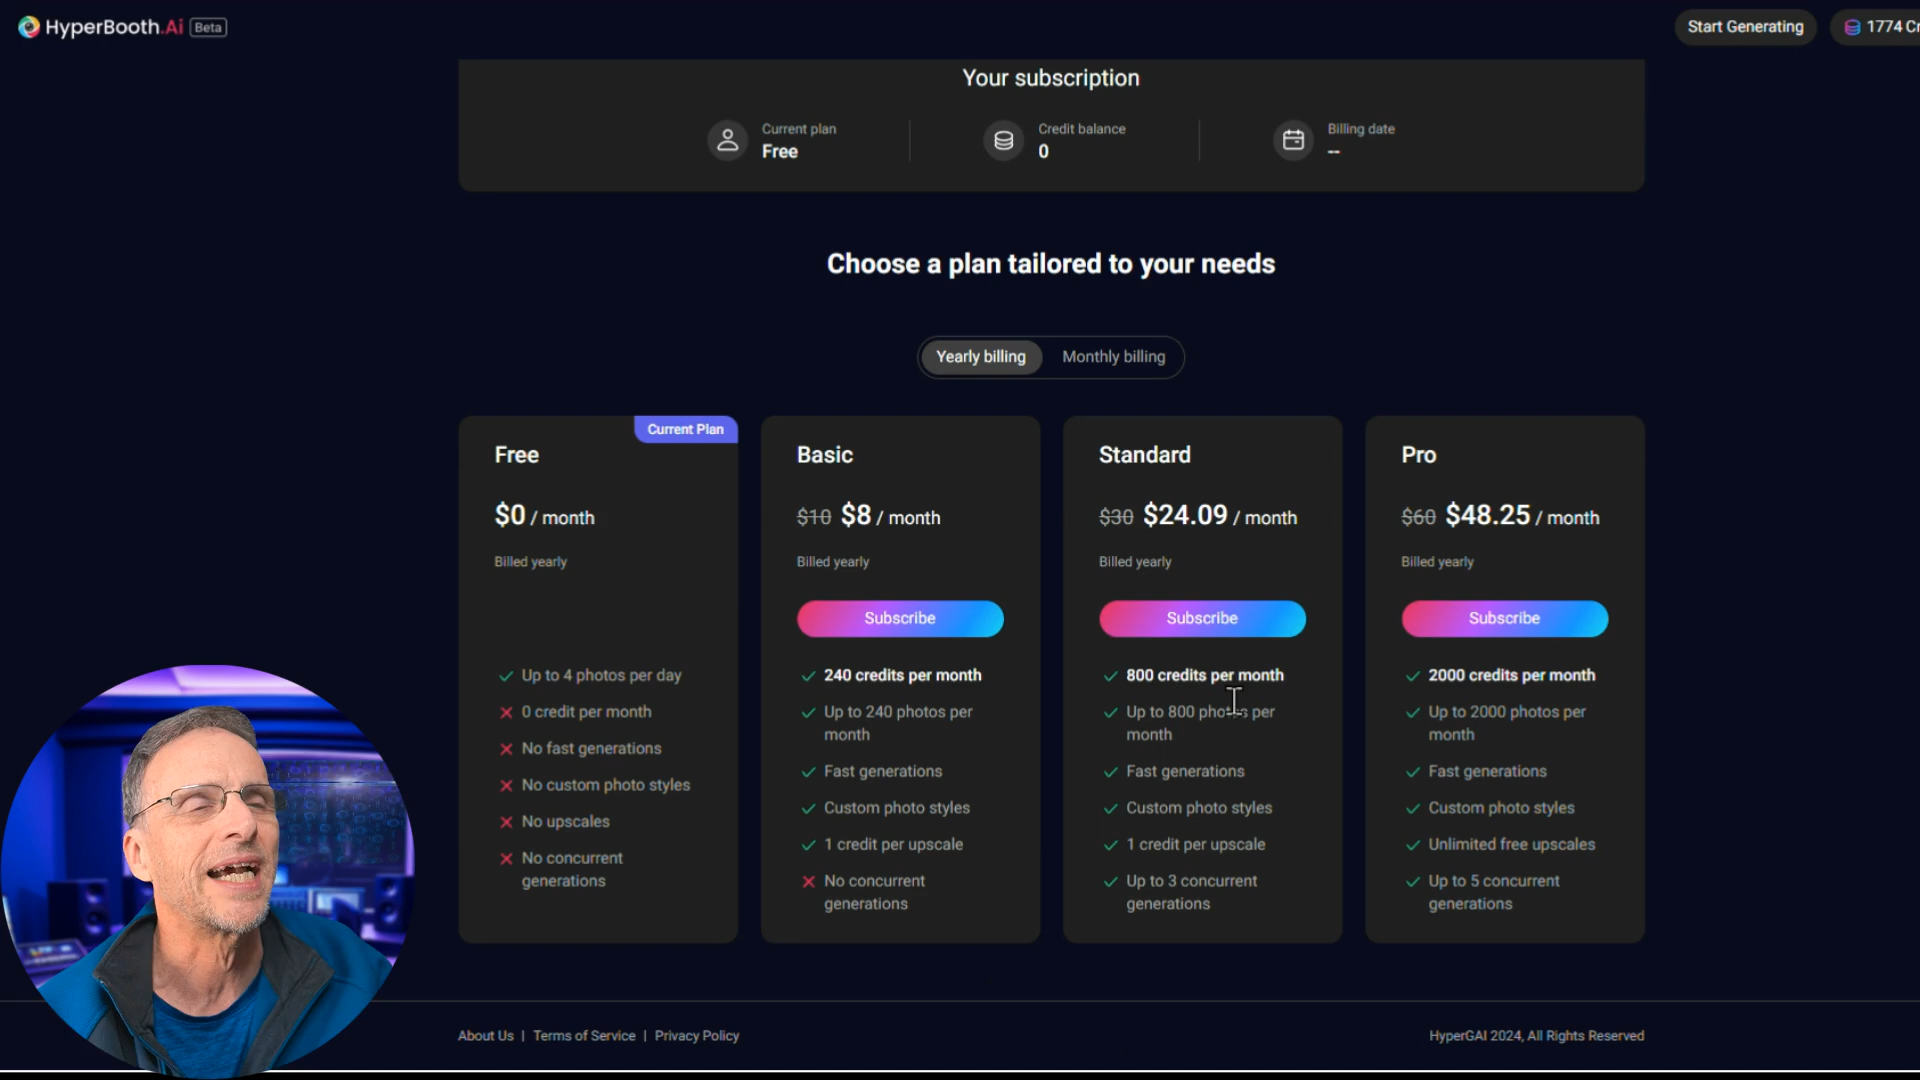 HyperBooth.Ai Beta
Start Generating
1774 Cr
Your subscription
Current plan
Free
Credit balance
0
Billing date
--
Choose a plan tailored to your needs
Yearly billing
Monthly billing
Current Plan
Free
$0 / month
Billed yearly
Up to 4 photos per day
0 credit per month
No fast generations
No custom photo styles
No upscales
No concurrent
generations
Basic
$10 $8 / month
Billed yearly
Subscribe
240 credits per month
Up to 240 photos per
month
Fast generations
Custom photo styles
1 credit per upscale
No concurrent
generations
Standard
$30 $24.09 / month
Billed yearly
Subscribe
800 credits per month
Up to 800 photos per
month
Fast generations
Custom photo styles
1 credit per upscale
Up to 3 concurrent
generations
Pro
$60 $48.25 / month
Billed yearly
Subscribe
2000 credits per month
Up to 2000 photos per
month
Fast generations
Custom photo styles
Unlimited free upscales
Up to 5 concurrent
generations
About Us | Terms of Service | Privacy Policy
HyperGAI 2024, All Rights Reserved